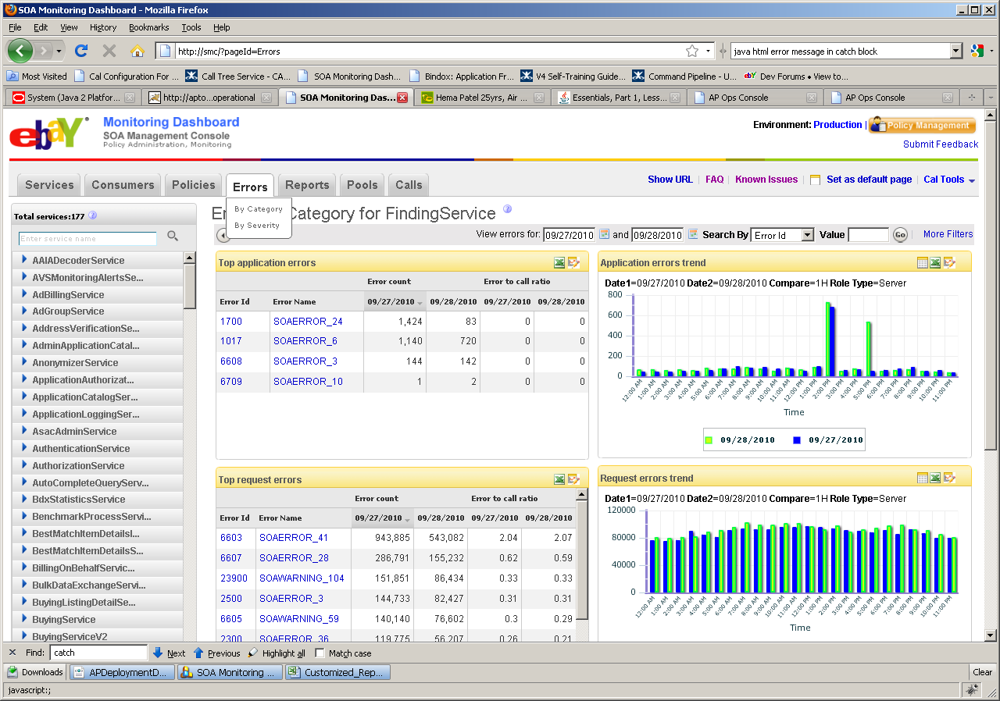 SOA Monitoring Dashboard - Mozilla Firefox
File Edit View History Bookmarks Tools Help
http://smc/?pageId=Errors
java html error message in catch block
Most Visited Cal Configuration For ... Call Tree Service - CA... SOA Monitoring Dash... Bindox: Application Fr... V4 Self-Training Guide... Command Pipeline - U... Dev Forums • View to...
System (Java 2 Platfor... http://apto...operational SOA Monitoring Das... Hema Patel 25yrs, Air ... Essentials, Part 1, Less... AP Ops Console AP Ops Console
ebay
Monitoring Dashboard
SOA Management Console
Policy Administration, Monitoring
Environment: Production | Policy Management
Submit Feedback
Services Consumers Policies Errors Reports Pools Calls
Show URL FAQ Known Issues Set as default page Cal Tools
By Category
By Severity
Total services:177
Enter service name
AAIADecoderService
AVSMonitoringAlertsSe...
AdBillingService
AdGroupService
AddressVerificationSe...
AdminApplicationCatal...
AnonymizerService
ApplicationAuthorizat...
ApplicationCatalogSer...
ApplicationLoggingSer...
AsacAdminService
AuthenticationService
AuthorizationService
AutoCompleteQueryServ...
BdxStatisticsService
BenchmarkProcessServi...
BestMatchItemDetailsI...
BestMatchItemDetailsS...
BillingOnBehalfServic...
BulkDataExchangeServi...
BuyingListingDetailSe...
BuyingService
BuyingServiceV2
Category for FindingService
View errors for: 09/27/2010 and 09/28/2010 Search By Error Id Value Go More Filters
Top application errors
Error count Error to call ratio
Error Id Error Name 09/27/2010 09/28/2010 09/27/2010 09/28/2010
1700 SOAERROR_24 1,424 83 0 0
1017 SOAERROR_6 1,140 720 0 0
6608 SOAERROR_3 144 142 0 0
6709 SOAERROR_10 1 2 0 0
Application errors trend
Date1=09/27/2010 Date2=09/28/2010 Compare=1H Role Type=Server
800
600
400
200
0
12:00 AM 1:00 AM 2:00 AM 3:00 AM 4:00 AM 5:00 AM 6:00 AM 7:00 AM 8:00 AM 9:00 AM 10:00 AM 11:00 AM 12:00 PM 1:00 PM 2:00 PM 3:00 PM 4:00 PM 5:00 PM 6:00 PM 7:00 PM 8:00 PM 9:00 PM 10:00 PM 11:00 PM
Time
09/28/2010 09/27/2010
Top request errors
Error count Error to call ratio
Error Id Error Name 09/27/2010 09/28/2010 09/27/2010 09/28/2010
6603 SOAERROR_41 943,885 543,082 2.04 2.07
6607 SOAERROR_28 286,791 155,232 0.62 0.59
23900 SOAWARNING_104 151,851 86,434 0.33 0.33
2500 SOAERROR_3 144,733 82,427 0.31 0.31
6605 SOAWARNING_59 140,140 76,602 0.3 0.29
2300 SOAERROR_36 119,775 56,207 0.26 0.21
Request errors trend
Date1=09/27/2010 Date2=09/28/2010 Compare=1H Role Type=Server
120000
80000
40000
0
12:00 AM 1:00 AM 2:00 AM 3:00 AM 4:00 AM 5:00 AM 6:00 AM 7:00 AM 8:00 AM 9:00 AM 10:00 AM 11:00 AM 12:00 PM 1:00 PM 2:00 PM 3:00 PM 4:00 PM 5:00 PM 6:00 PM 7:00 PM 8:00 PM 9:00 PM 10:00 PM 11:00 PM
Time
Find: catch Next Previous Highlight all Match case
Downloads APDeploymentD... SOA Monitoring ... Customized_Rep... Clear
javascript:;